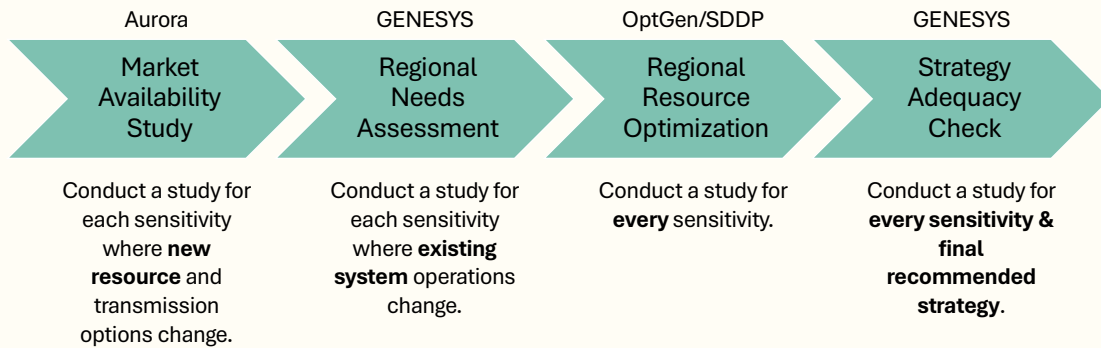 Aurora
Market
Availability
Study
Conduct a study for
each sensitivity
where new
resource and
transmission
options change.
GENESYS
Regional
Needs
Assessment
Conduct a study for
each sensitivity
where existing
system operations
change.
OptGen/SDDP
Regional
Resource
Optimization
Conduct a study for
every sensitivity.
GENESYS
Strategy
Adequacy
Check
Conduct a study for
every sensitivity &
final
recommended
strategy.